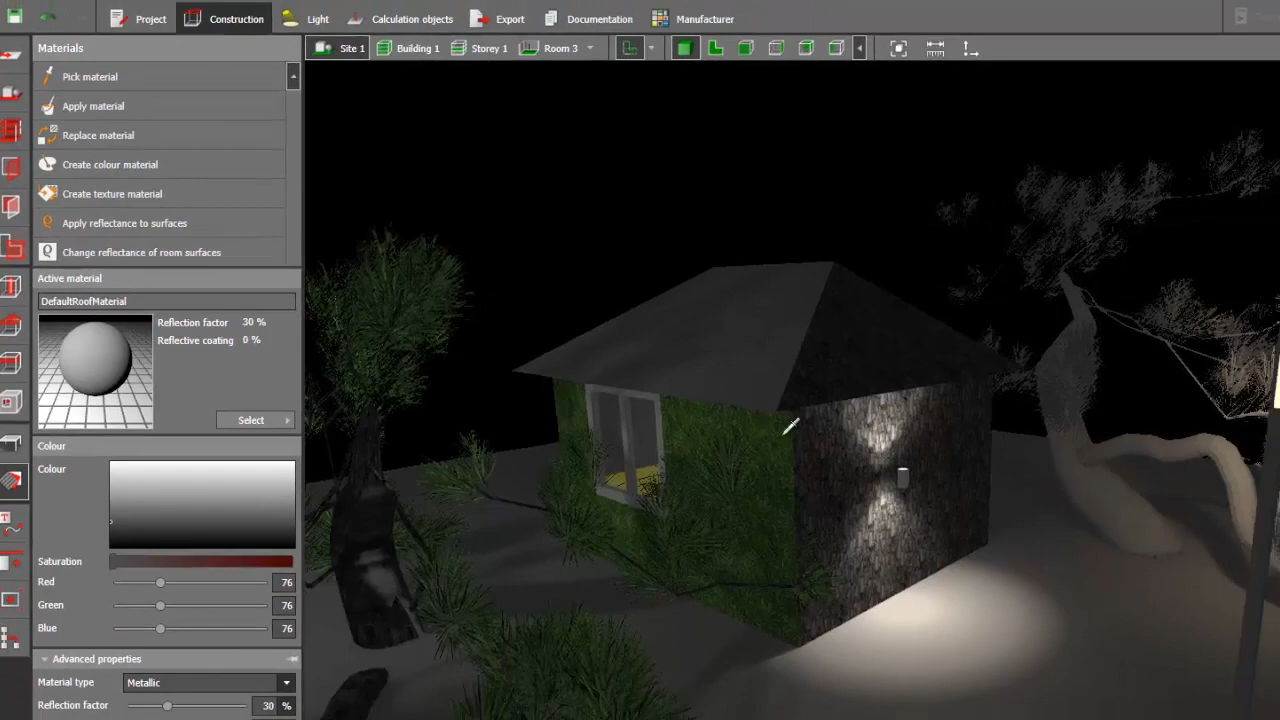 Project
Construction
Light
Calculation objects
Export
Documentation
Manufacturer
Materials
Site 1
Building 1
Storey 1
Room 3
Pick material
Apply material
Replace material
Create colour material
Create texture material
Apply reflectance to surfaces
Change reflectance of room surfaces
Active material
DefaultRoofMaterial
Reflection factor 30 %
Reflective coating 0 %
Select
Colour
Colour
Saturation
Red 76
Green 76
Blue 76
Advanced properties
Material type Metallic
Reflection factor 30 %